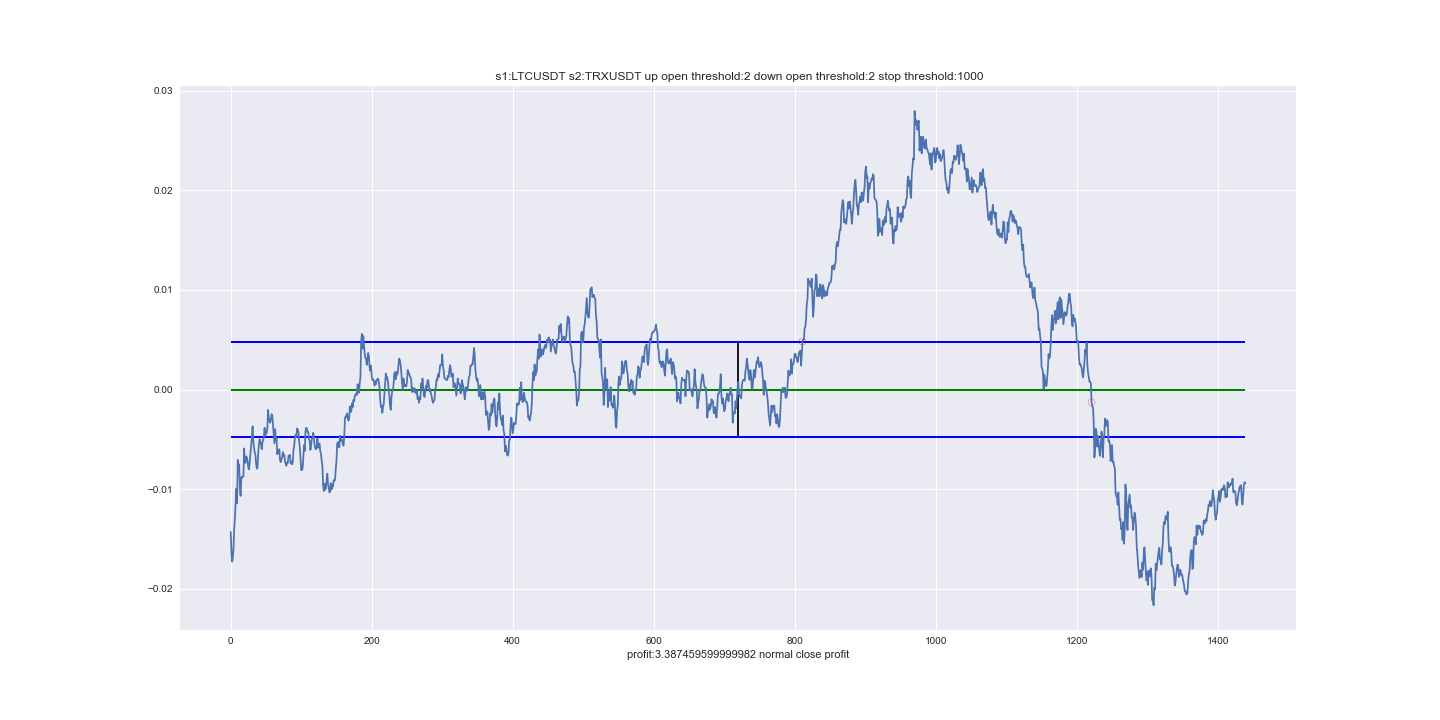 s1:LTCUSDT s2:TRXUSDT up open threshold:2 down open threshold:2 stop threshold:1000
0.03
0.02
0.01
0.00
−0.01
−0.02
0 200 400 600 800 1000 1200 1400
profit:3.387459599999982 normal close profit